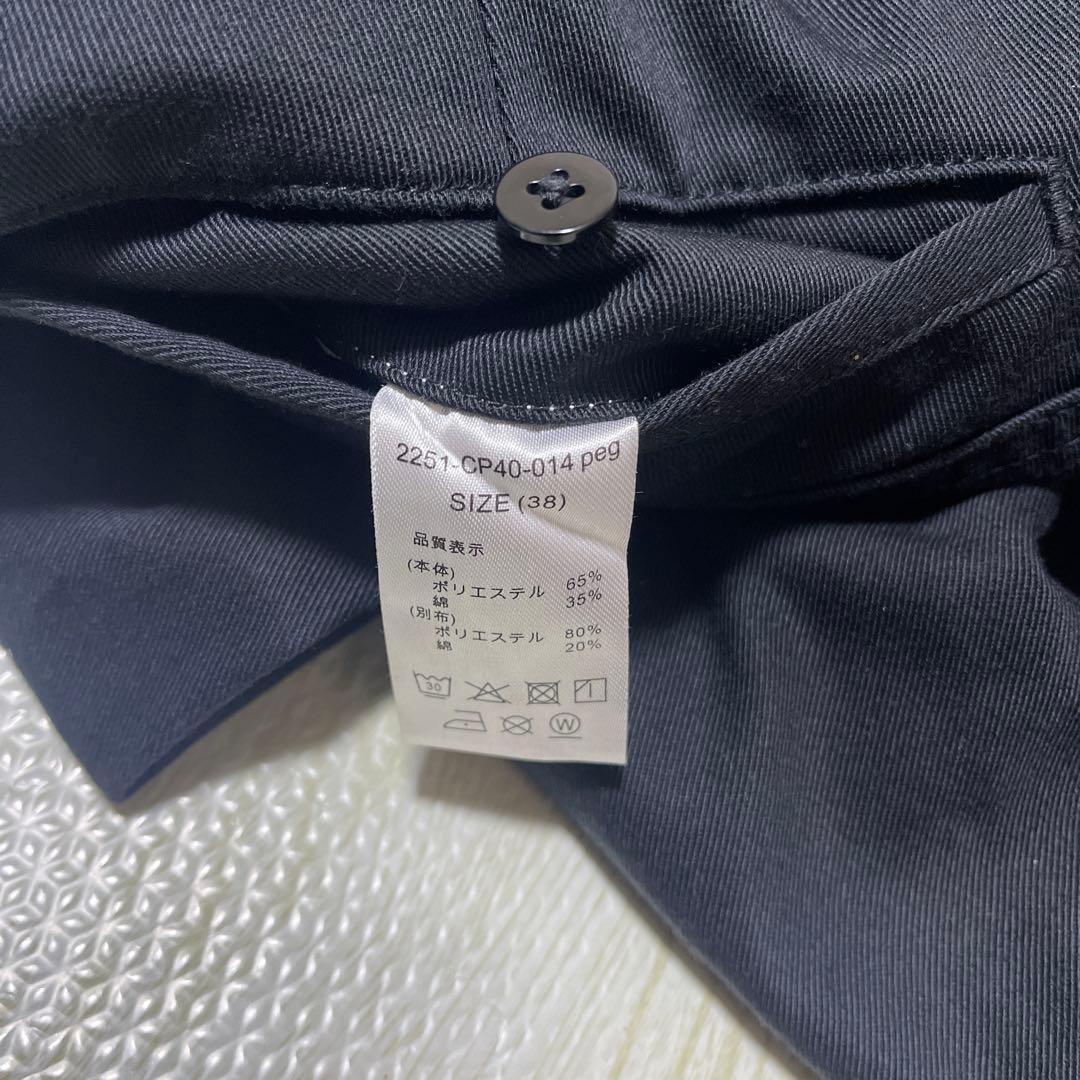 2251-CP40-014 peg
SIZE (38)
品質表示
(本体)
ポリエステル 65%
綿 35%
(別布)
ポリエステル 80%
綿 20%
30
W